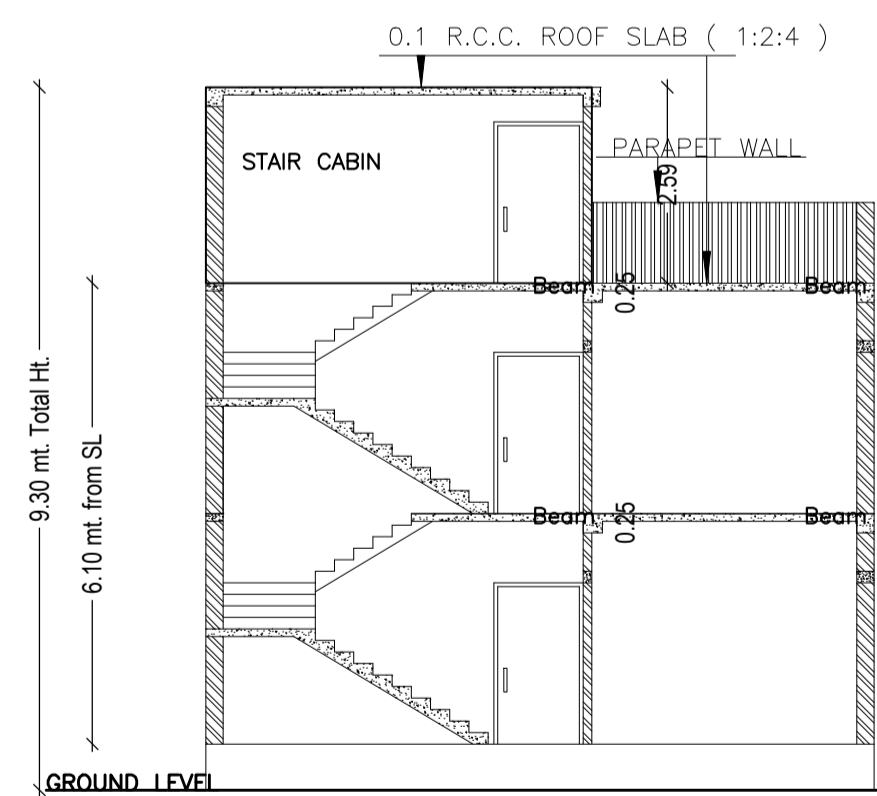 0.1 R.C.C. ROOF SLAB ( 1:2:4 )
STAIR CABIN
PARAPET WALL
2.59
Beam
0.25
Beam
9.30 mt. Total Ht.
6.10 mt. from SL
Beam
0.25
Beam
GROUND LEVEL